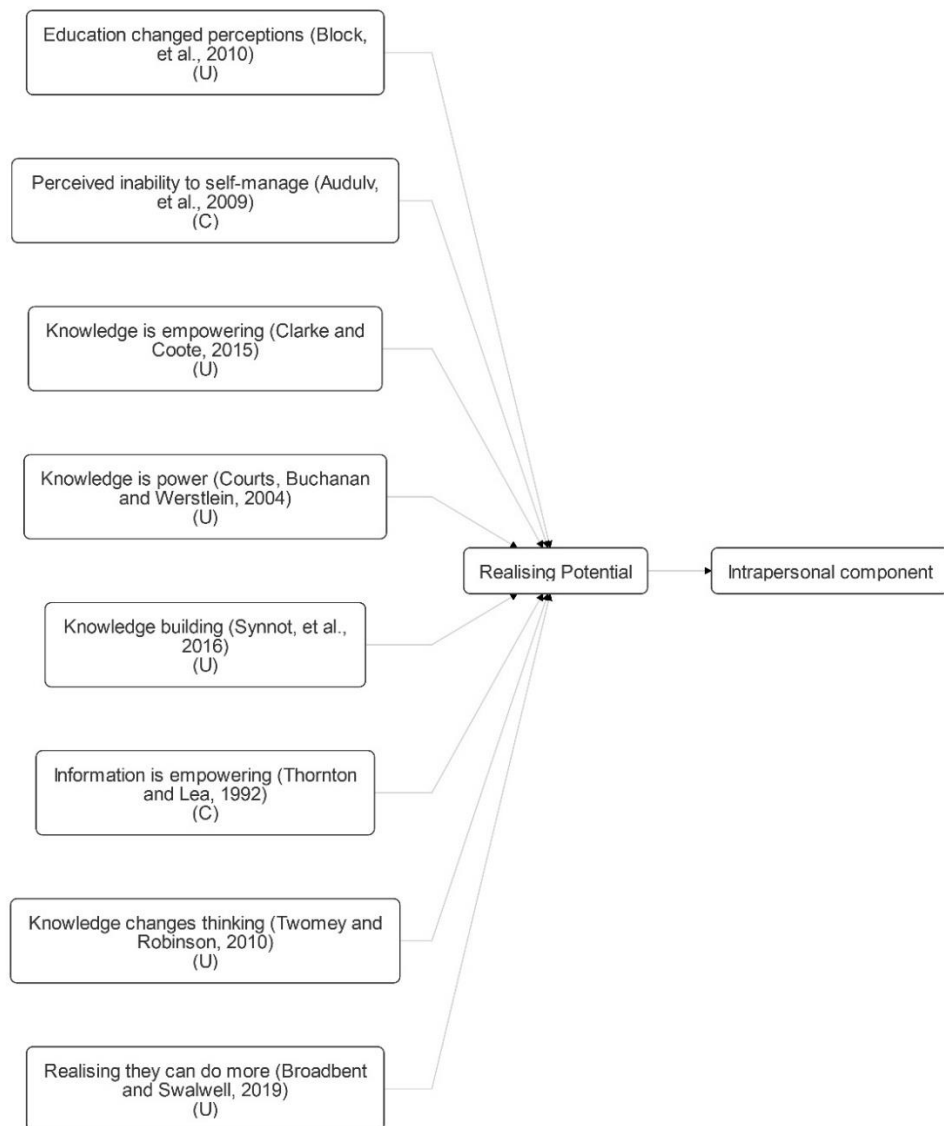 Education changed perceptions (Block,
et al., 2010)
(U)
Perceived inability to self-manage (Audulv,
et al., 2009)
(C)
Knowledge is empowering (Clarke and
Coote, 2015)
(U)
Knowledge is power (Courts, Buchanan
and Werstlein, 2004)
(U)
Realising Potential
Intrapersonal component
Knowledge building (Synnot, et al.,
2016)
(U)
Information is empowering (Thornton
and Lea, 1992)
(C)
Knowledge changes thinking (Twomey and
Robinson, 2010)
(U)
Realising they can do more (Broadbent
and Swalwell, 2019)
(U)